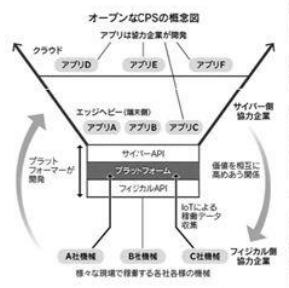 オープンなCPSの概念図
アプリは協力企業が開発
クラウド
アプリD
アプリE
アプリF
エッジヘビー(端末側)
アプリA
アプリB
アプリC
サイバー側
協力企業
サイバーAPI
プラットフォーム
フィジカルAPI
プラット
フォーマーが
開発
価値を相互に
高めあう関係
IoTによる
稼働データ
収集
A社機械
B社機械
C社機械
フィジカル側
協力企業
様々な現場で稼働する各社各様の機械